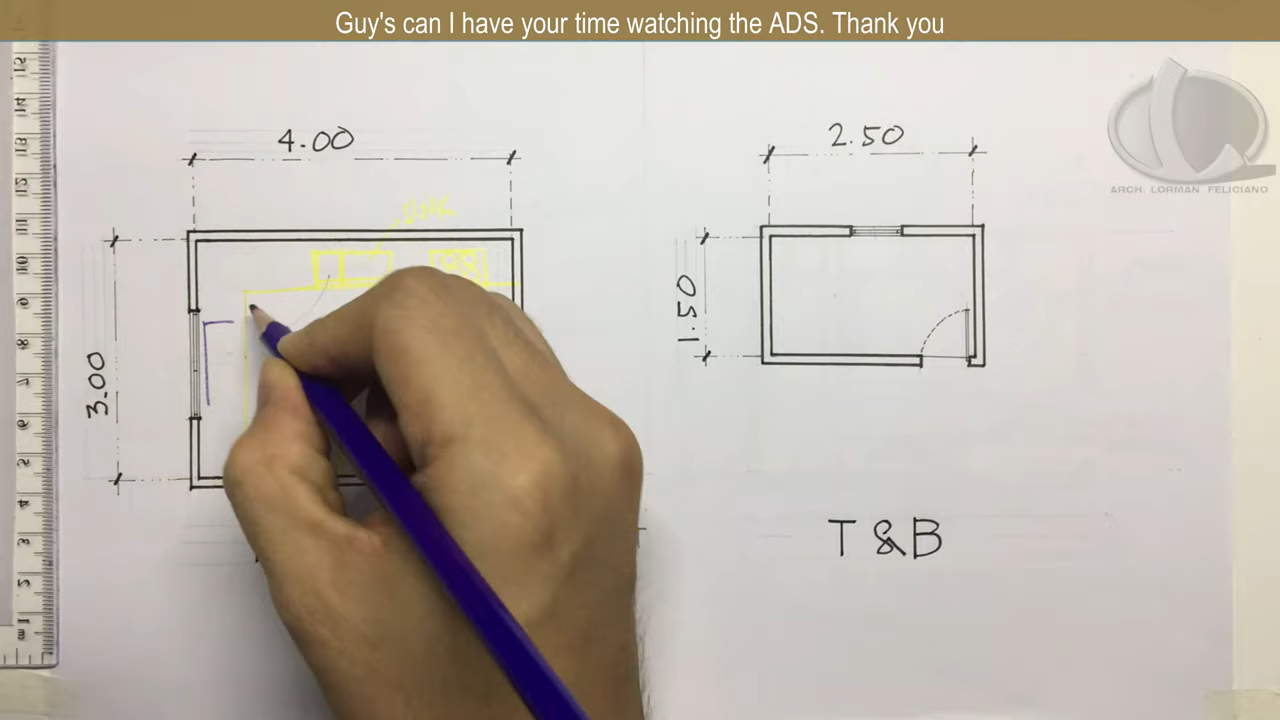 Guy's can I have your time watching the ADS. Thank you
4.00
2.50
ARCH. LORMAN FELICIANO
3.00
1.50
T & B